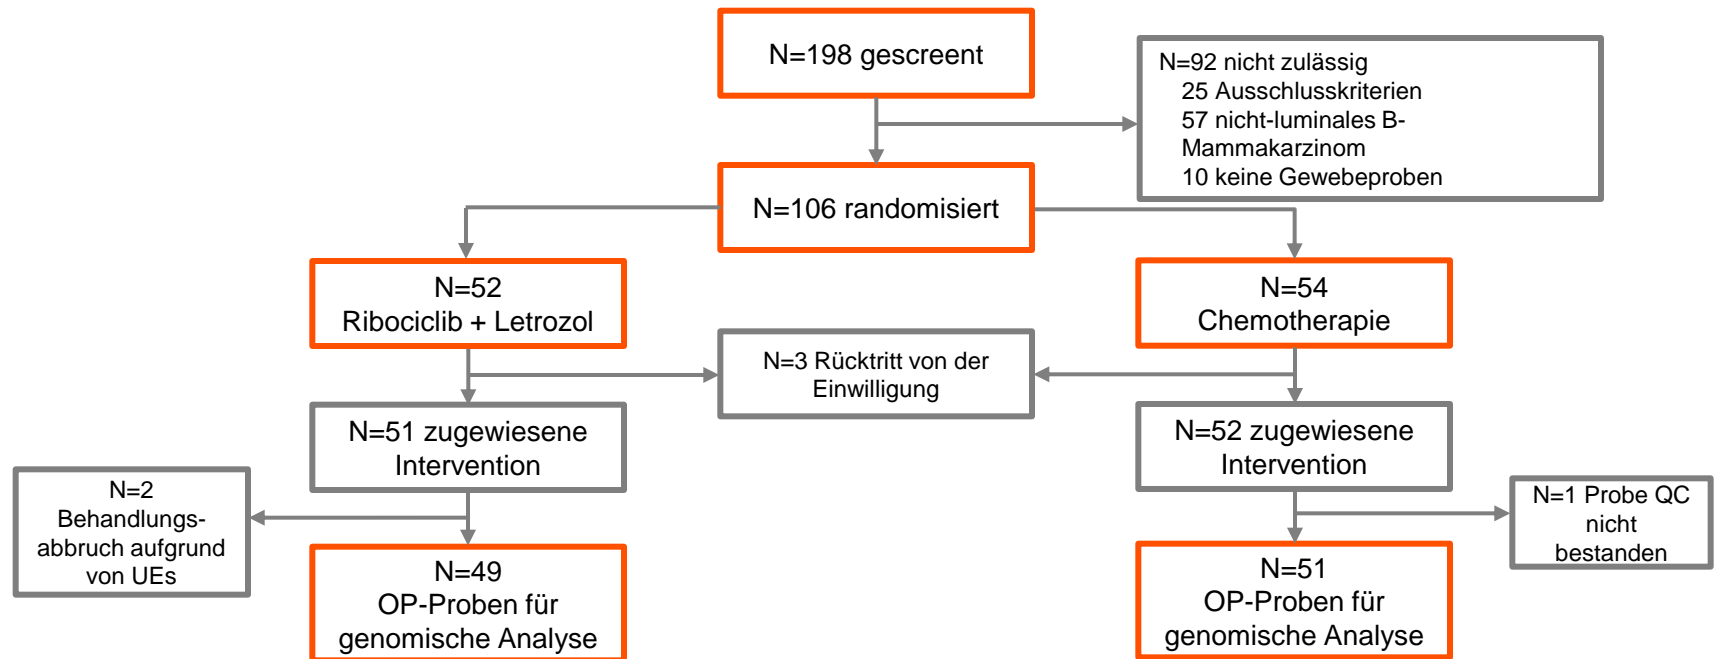 N=198 gescreent
N=92 nicht zulässig
25 Ausschlusskriterien
57 nicht-luminales B-
Mammakarzinom
10 keine Gewebeproben
N=106 randomisiert
N=52
Ribociclib + Letrozol
N=54
Chemotherapie
N=3 Rücktritt von der
Einwilligung
N=51 zugewiesene
Intervention
N=52 zugewiesene
Intervention
N=2
Behandlungs-
abbruch aufgrund
von UEs
N=1 Probe QC
nicht
bestanden
N=49
OP-Proben für
genomische Analyse
N=51
OP-Proben für
genomische Analyse